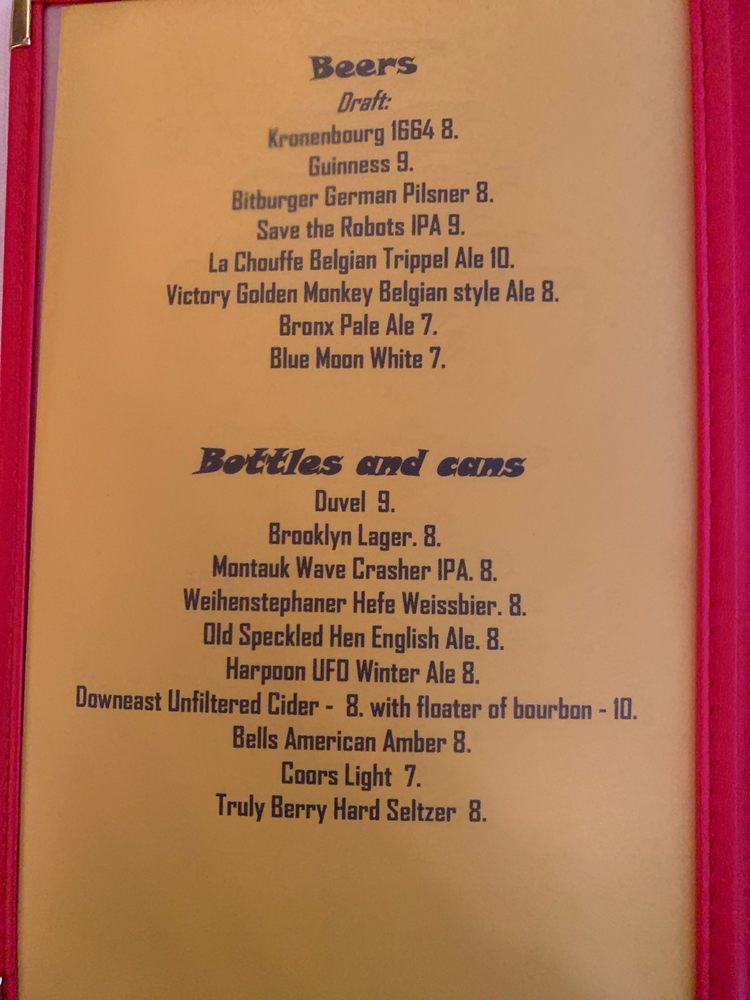 Beers
Draft:
Kronenbourg 1664 8.
Guinness 9.
Bitburger German Pilsner 8.
Save the Robots IPA 9.
La Chouffe Belgian Trippel Ale 10.
Victory Golden Monkey Belgian style Ale 8.
Bronx Pale Ale 7.
Blue Moon White 7.
Bottles and cans
Duvel 9.
Brooklyn Lager. 8.
Montauk Wave Crasher IPA. 8.
Weihenstephaner Hefe Weissbier. 8.
Old Speckled Hen English Ale. 8.
Harpoon UFO Winter Ale 8.
Downeast Unfiltered Cider - 8. with floater of bourbon - 10.
Bells American Amber 8.
Coors Light 7.
Truly Berry Hard Seltzer 8.